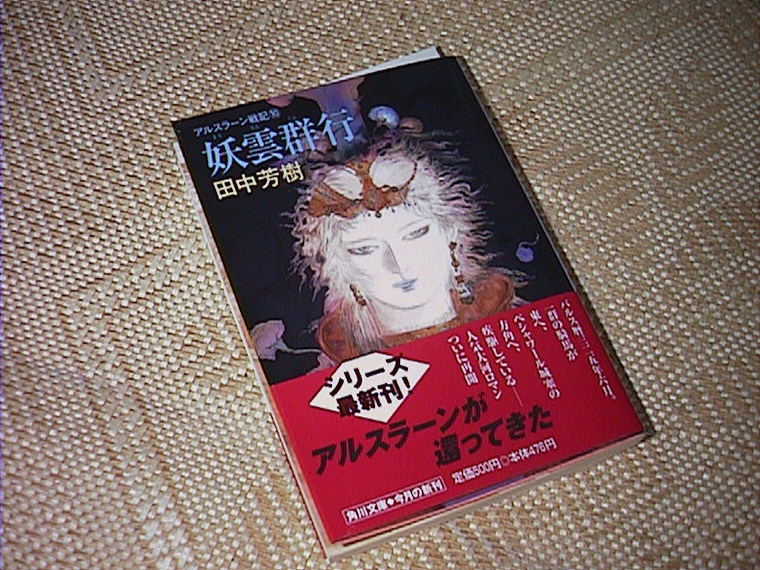 アルスラーン戦記⑩
妖雲群行
田中芳樹
パルス暦三二五年六月、
一群の騎馬が
東へ、
ペシャワール城塞の
方角へ、
疾駆している――
人気大河ロマン
ついに再開
シリーズ
最新刊!
アルスラーンが
還ってきた
定価500円◎本体476円
角川文庫◆今月の新刊